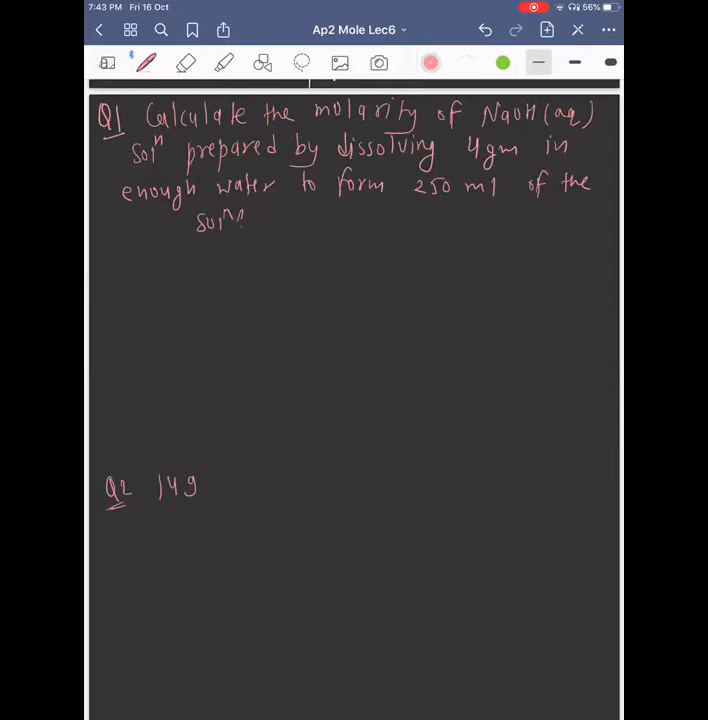 7:43 PM Fri 16 Oct 56%
Ap2 Mole Lec6
Q1 Calculate the molarity of NaOH(aq)
solⁿ prepared by dissolving 4gm in
enough water to form 250 ml of the
solⁿ.
Q2 149